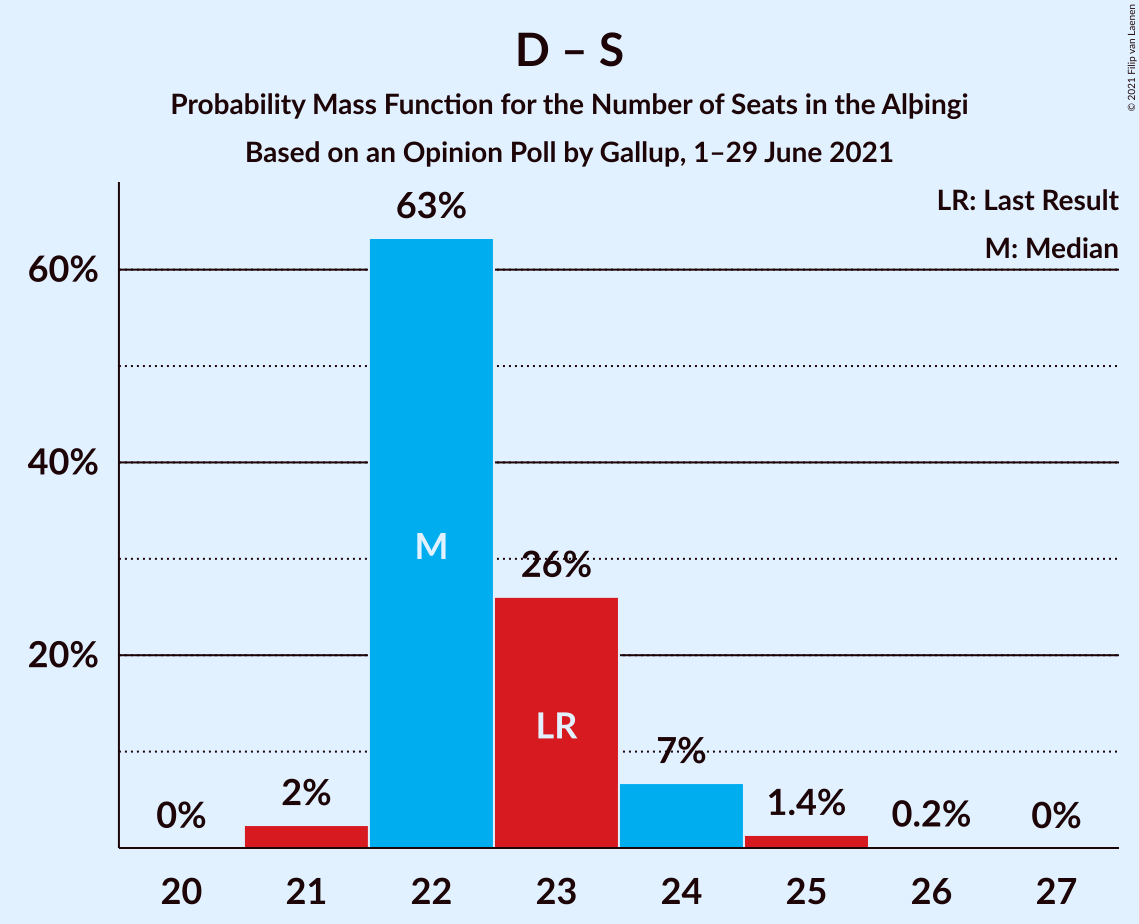 D – S
Probability Mass Function for the Number of Seats in the Alþingi
Based on an Opinion Poll by Gallup, 1–29 June 2021
© 2021 Filip van Laenen
LR: Last Result
M: Median
60%
40%
20%
0%
2%
63%
26%
7%
1.4%
0.2%
0%
M
LR
20 21 22 23 24 25 26 27